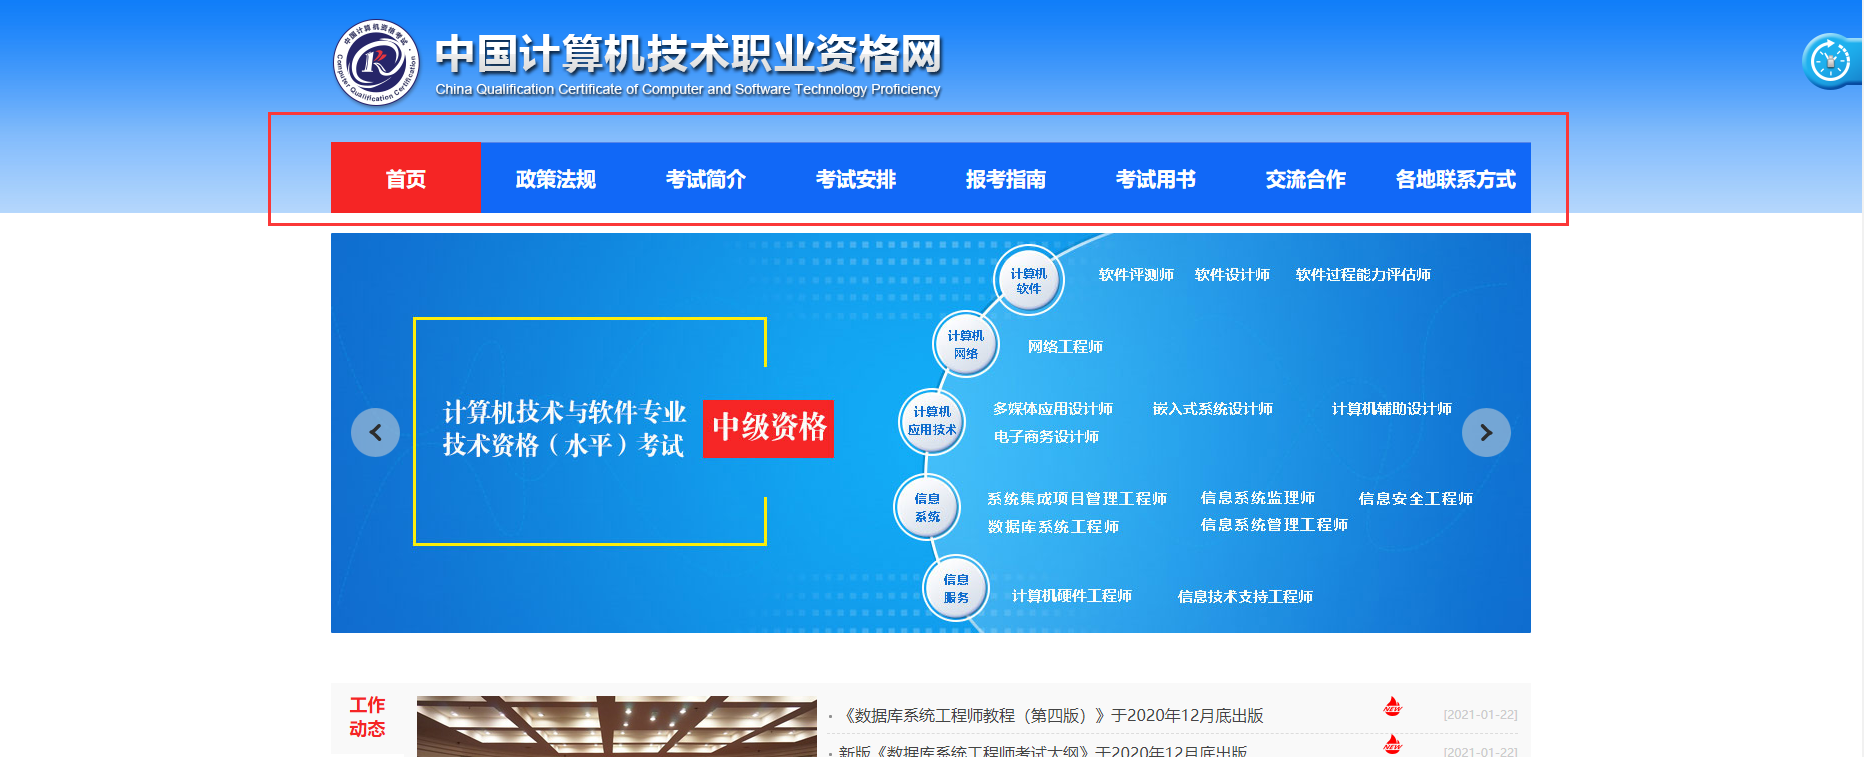 中国计算机资格考试
Computer Qualification Certification
中国计算机技术职业资格网
China Qualification Certificate of Computer and Software Technology Proficiency
首页 政策法规 考试简介 考试安排 报考指南 考试用书 交流合作 各地联系方式
计算机
软件
软件评测师 软件设计师 软件过程能力评估师
计算机
网络
网络工程师
计算机技术与软件专业
技术资格（水平）考试
中级资格
计算机
应用技术
多媒体应用设计师 嵌入式系统设计师 计算机辅助设计师
电子商务设计师
信息
系统
系统集成项目管理工程师 信息系统监理师 信息安全工程师
数据库系统工程师 信息系统管理工程师
信息
服务
计算机硬件工程师 信息技术支持工程师
工作
动态
《数据库系统工程师教程（第四版）》于2020年12月底出版 NEW [2021-01-22]
新版《数据库系统工程师考试大纲》于2020年12月底出版 NEW [2021-01-22]